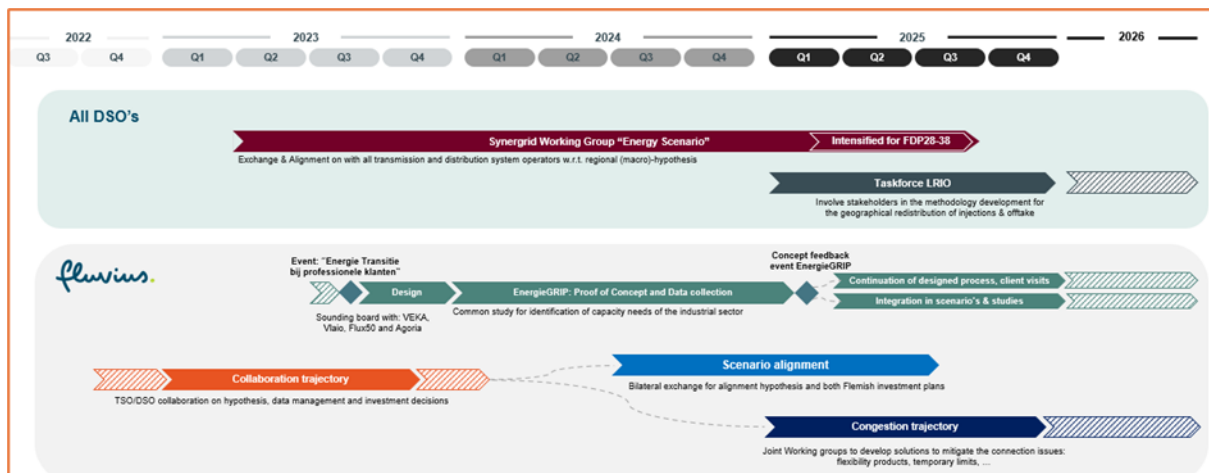 2022 2023 2024 2025 2026
Q3 Q4 Q1 Q2 Q3 Q4 Q1 Q2 Q3 Q4 Q1 Q2 Q3 Q4
All DSO's
Synergrid Working Group “Energy Scenario”
Intensified for FDP28-38
Exchange & Alignment on with all transmission and distribution system operators w.r.t. regional (macro)-hypothesis
Taskforce LRIO
Involve stakeholders in the methodology development for
the geographical redistribution of injections & offtake
fluvius.
Event: “Energie Transitie
bij professionele klanten”
Concept feedback
event EnergieGRIP
Design
EnergieGRIP: Proof of Concept and Data collection
Continuation of designed process, client visits
Integration in scenario's & studies
Sounding board with: VEKA,
Vlaio, Flux50 and Agoria
Common study for identification of capacity needs of the industrial sector
Scenario alignment
Bilateral exchange for alignment hypothesis and both Flemish investment plans
Collaboration trajectory
TSO/DSO collaboration on hypothesis, data management and investment decisions
Congestion trajectory
Joint Working groups to develop solutions to mitigate the connection issues:
flexibility products, temporary limits, ...